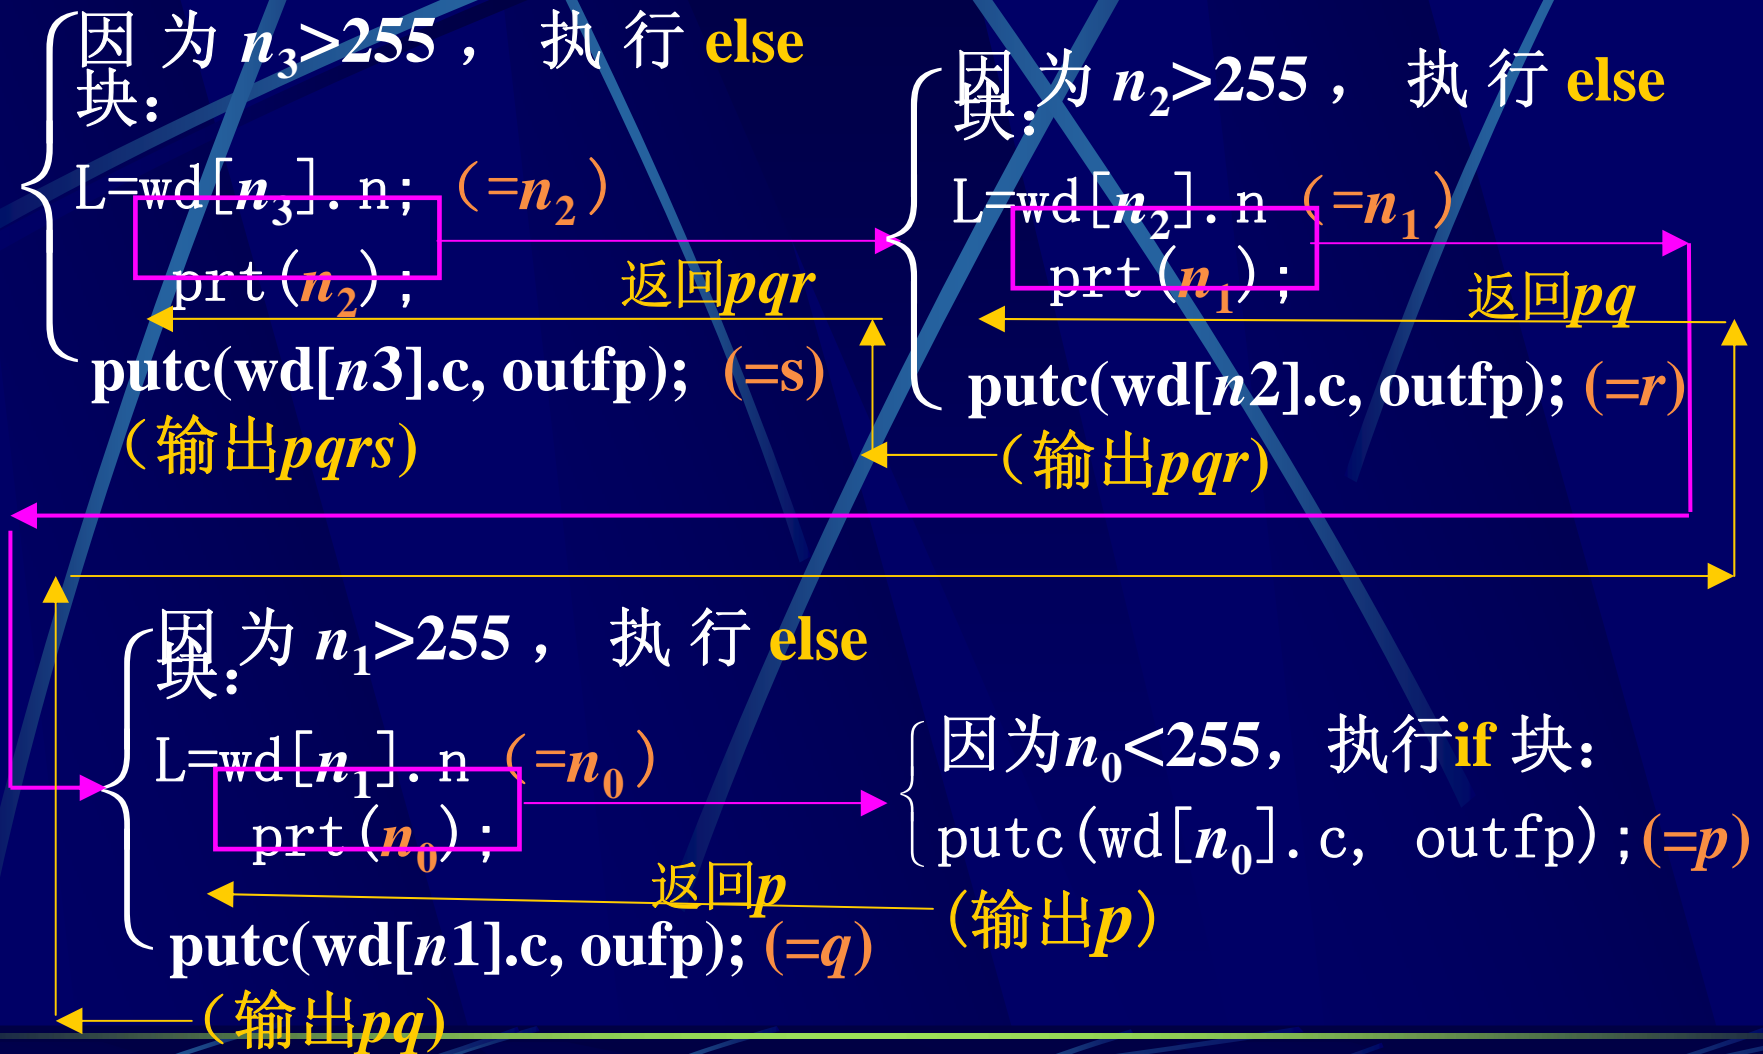 因为n3>255，执行else
块：
L=wd[n3].n;（=n2）
prt(n2);
返回pqr
putc(wd[n3].c, outfp); (=s)
（输出pqrs)
因为n2>255，执行else
块：
L=wd[n2].n（=n1）
prt(n1);
返回pq
putc(wd[n2].c, outfp); (=r)
（输出pqr)
因为n1>255，执行else
块：
L=wd[n1].n（=n0）
prt(n0);
返回p
putc(wd[n1].c, oufp); (=q)
（输出pq)
因为n0<255，执行if块：
putc(wd[n0].c, outfp);(=p)
(输出p）